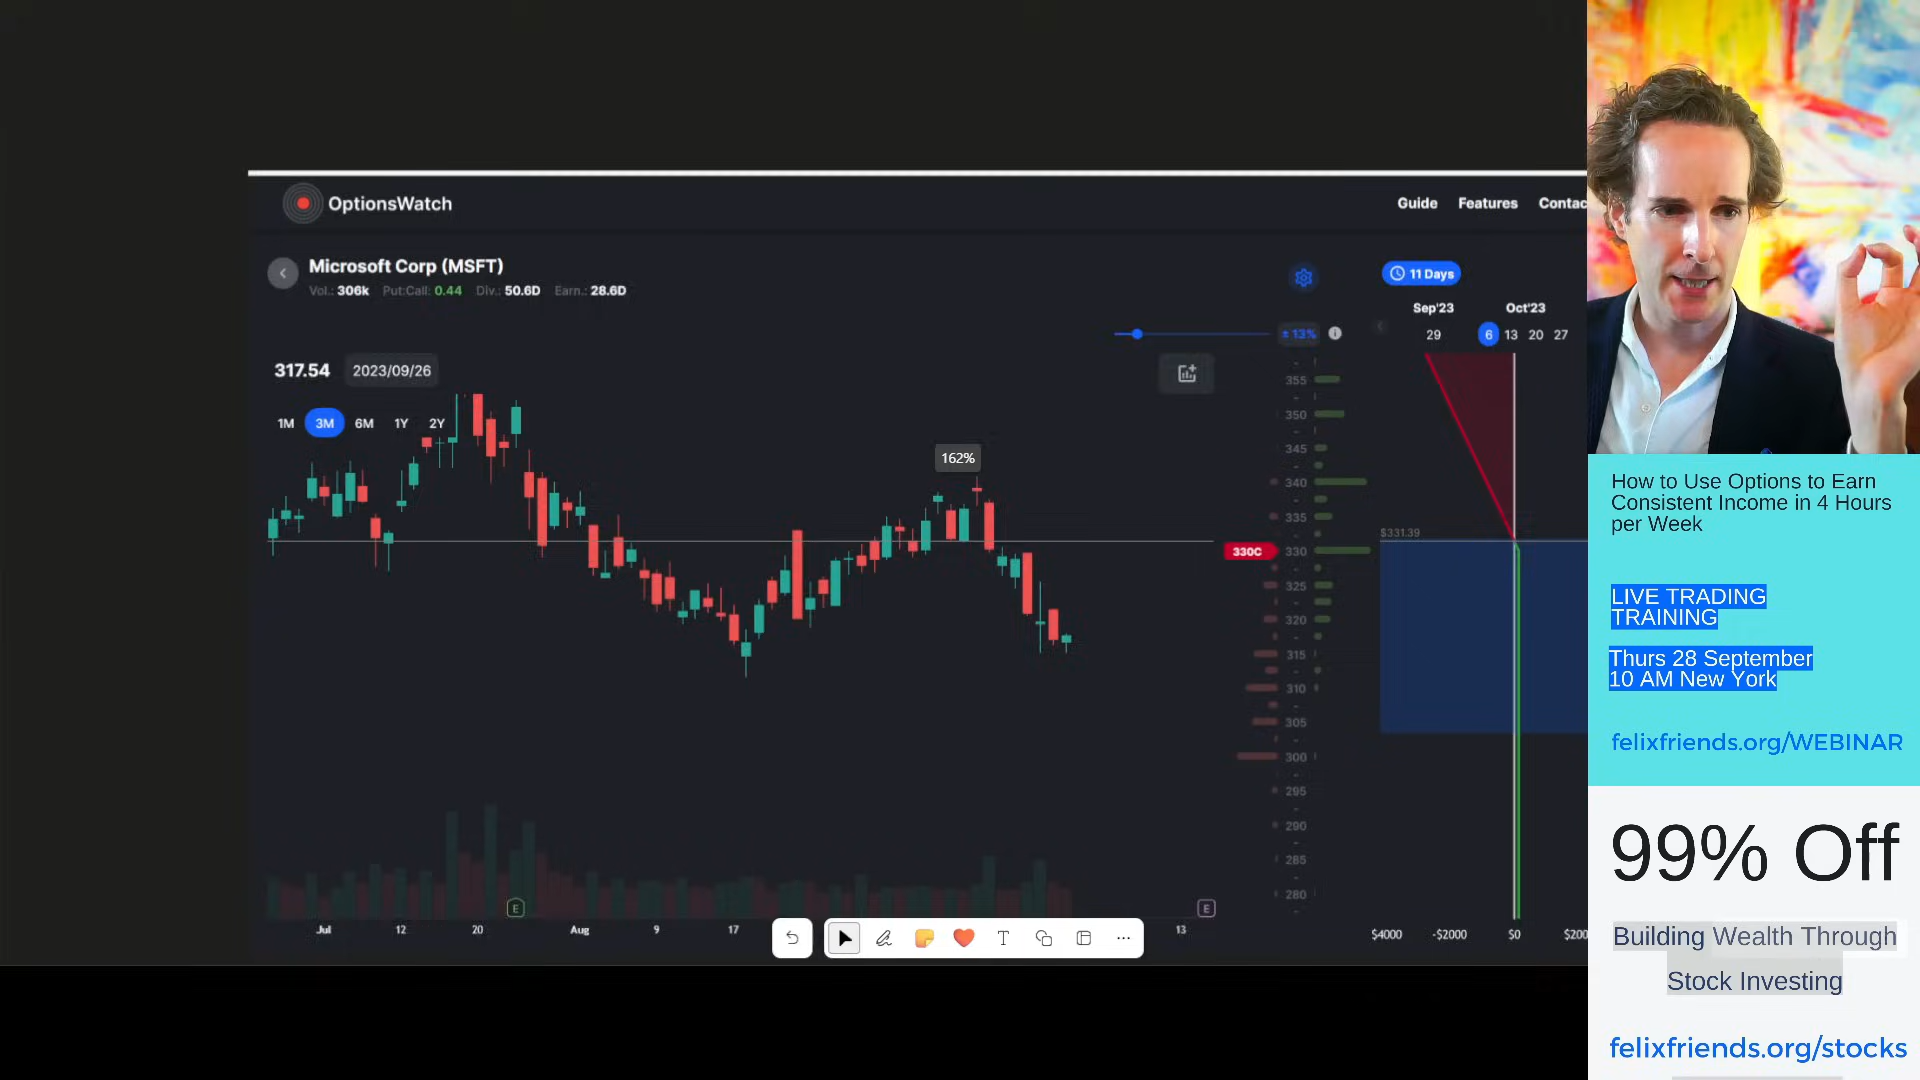 OptionsWatch
Guide Features Contac
Microsoft Corp (MSFT)
Vol.: 306k Put:Call: 0.44 Div.: 50.6D Earn.: 28.6D
11 Days
Sep'23 Oct'23
29 6 13 20 27
± 13%
317.54 2023/09/26
1M 3M 6M 1Y 2Y
162%
355
350
345
340
335
330C 330
325
320
315
310
305
300
295
290
285
280
$331.39
E
E
Jul 12 20 Aug 9 17 13
$4000 -$2000 $0 $200
T
How to Use Options to Earn
Consistent Income in 4 Hours
per Week
LIVE TRADING
TRAINING
Thurs 28 September
10 AM New York
felixfriends.org/WEBINAR
99% Off
Building Wealth Through
Stock Investing
felixfriends.org/stocks